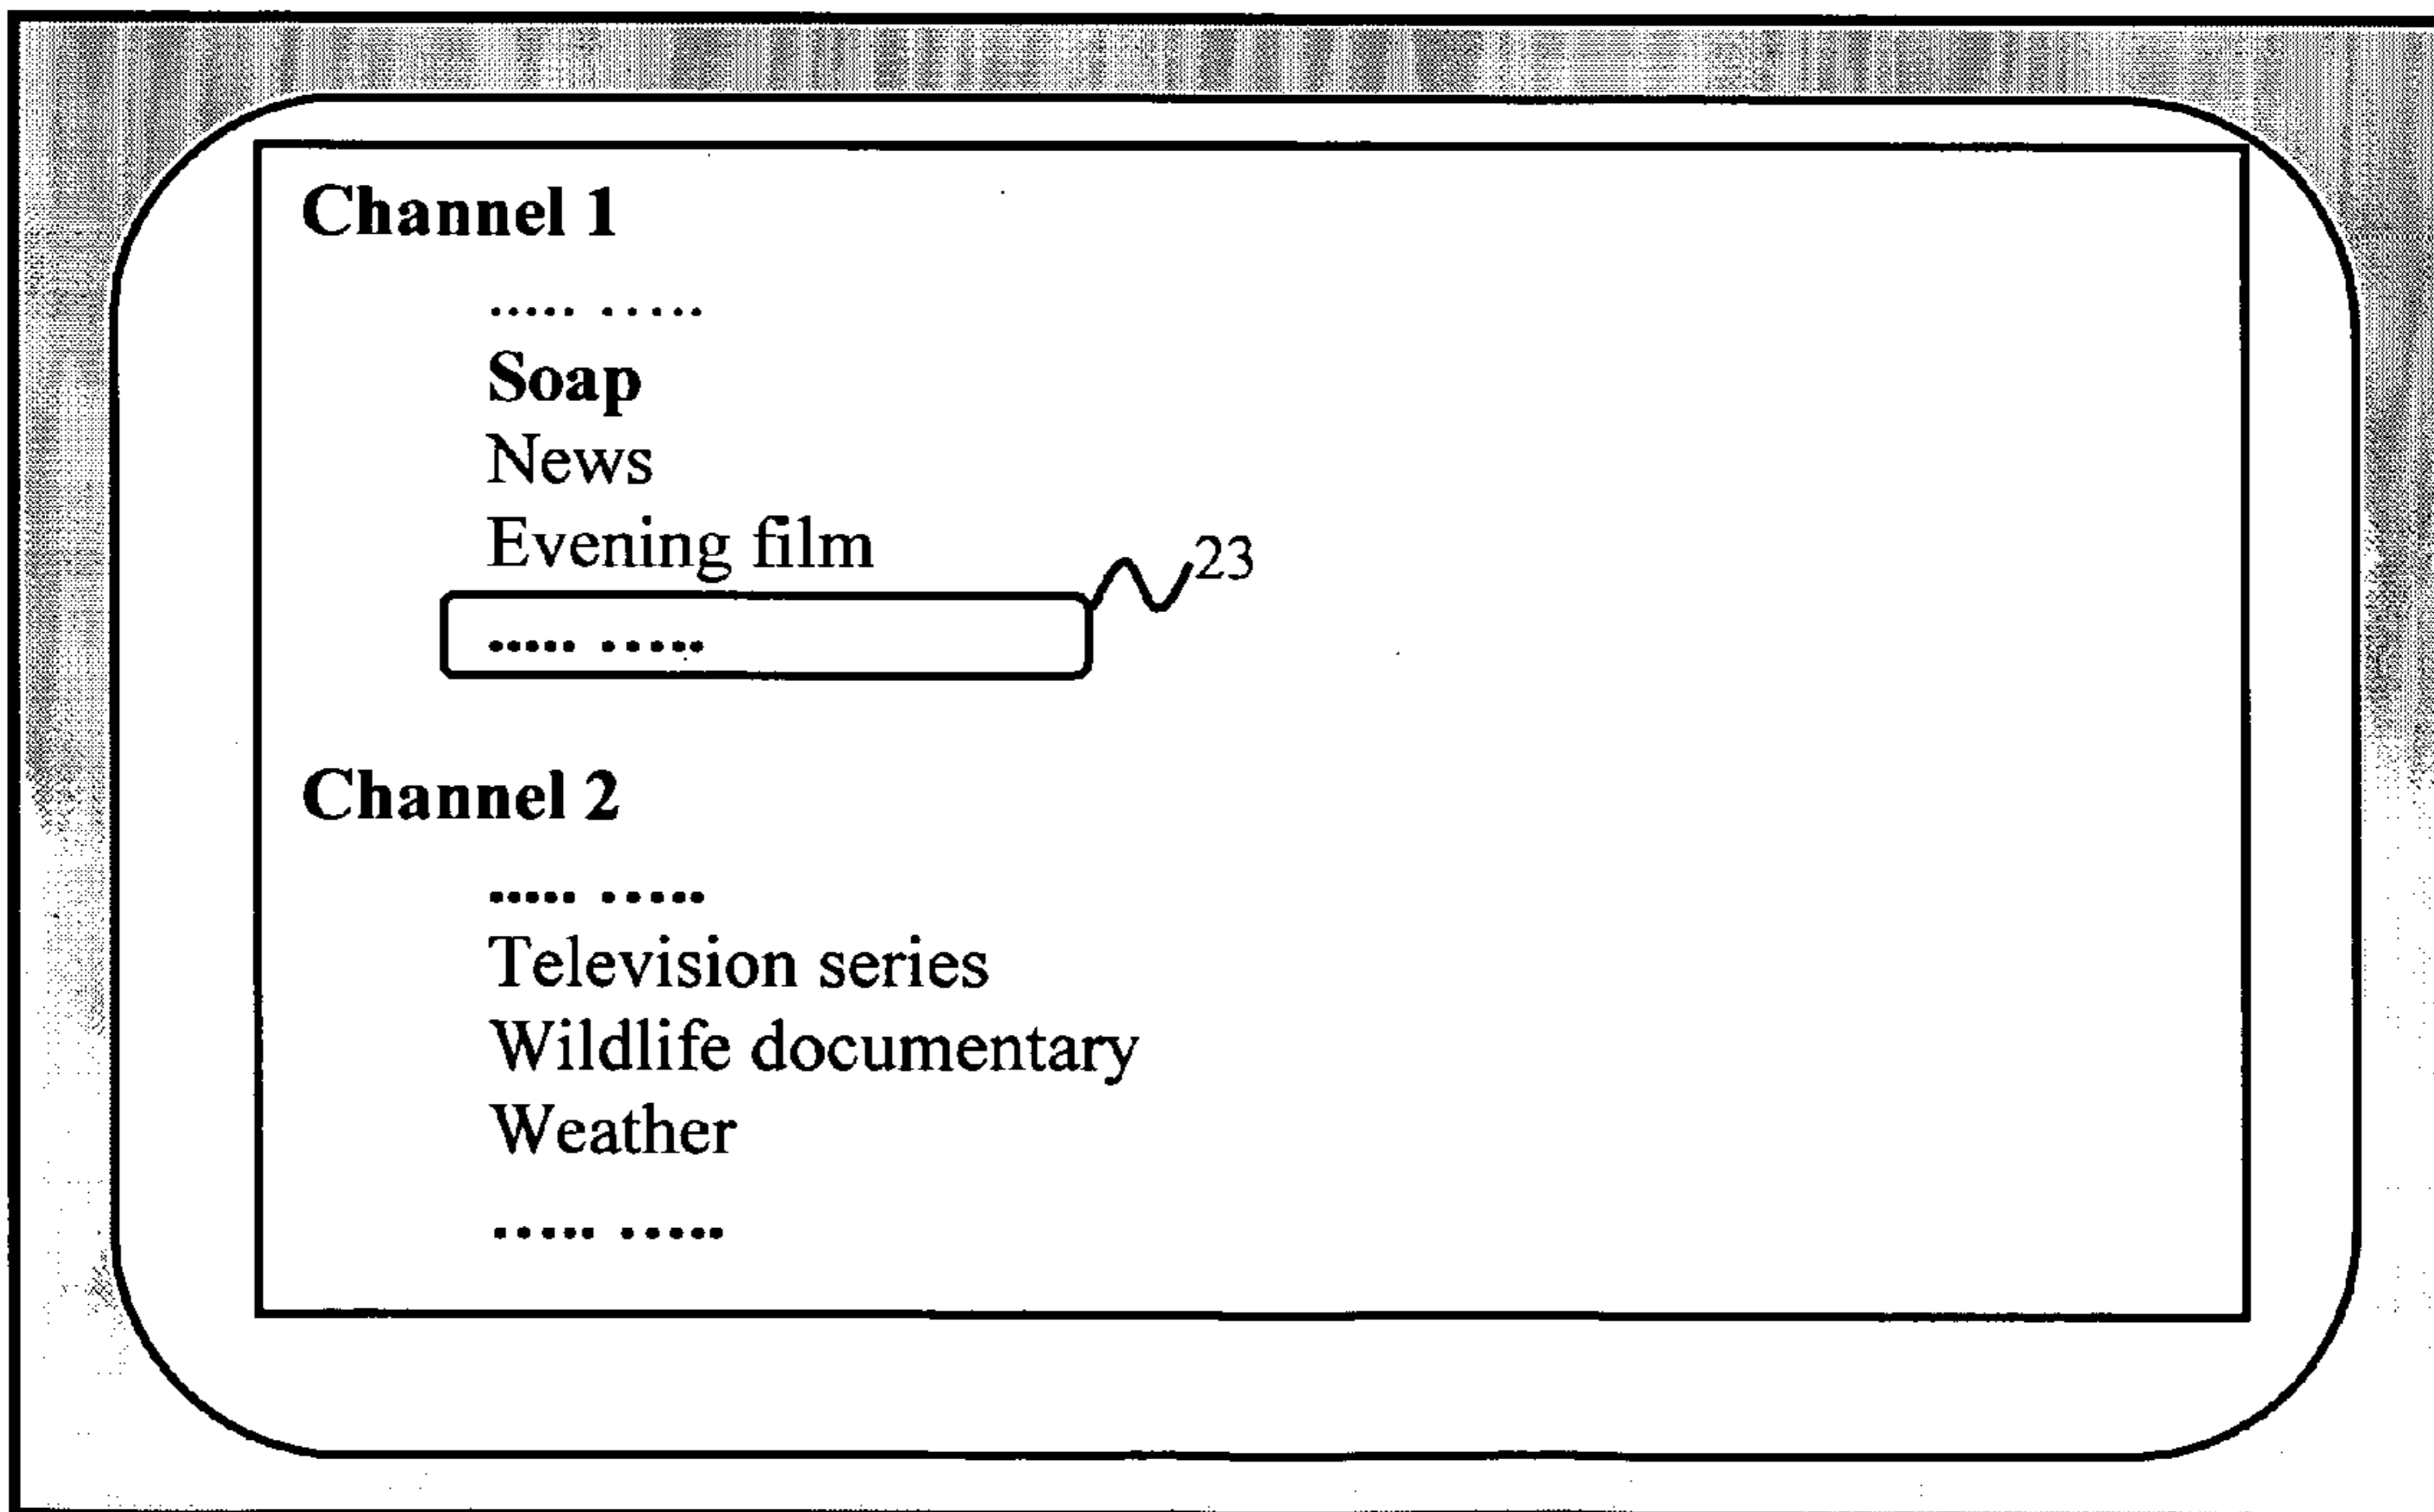 Channel 1
..... .....
Soap
News
Evening film
23
..... .....
Channel 2
..... .....
Television series
Wildlife documentary
Weather
..... .....